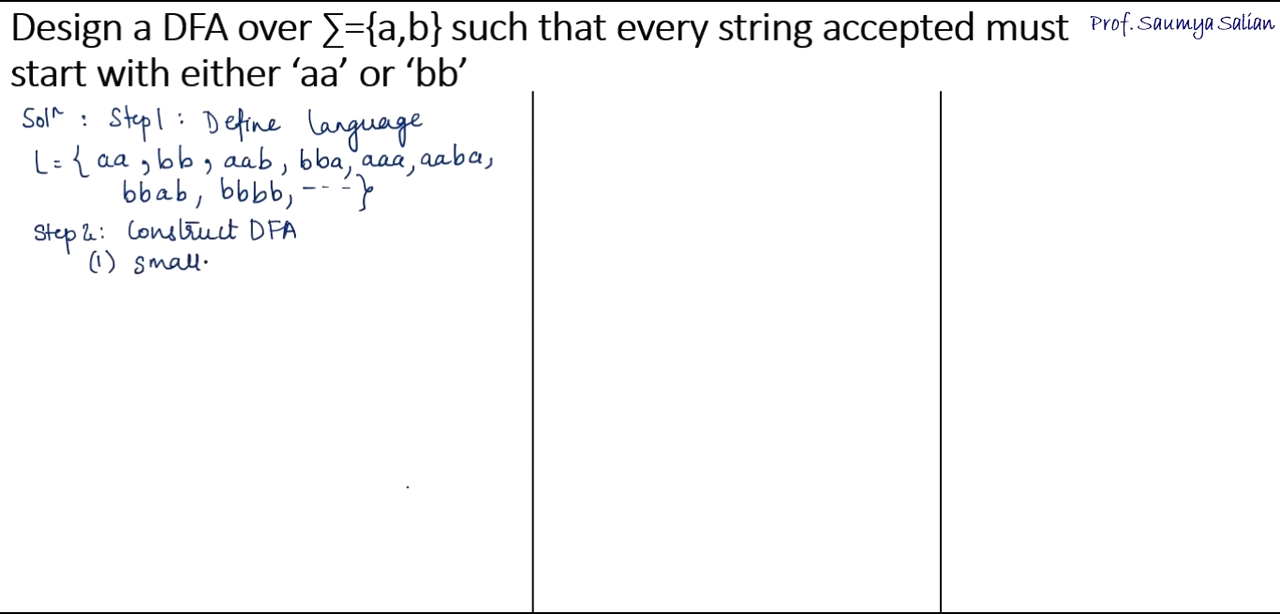 Design a DFA over ∑={a,b} such that every string accepted must
start with either ‘aa’ or ‘bb’
Prof. Saumya Salian
Solⁿ : Step1 : Define language
L = { aa , bb , aab , bba, aaa, aaba,
bbab, bbbb, --- }
Step 2: Construct DFA
(1) small.